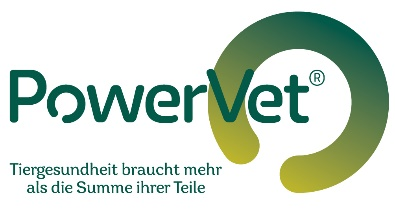 PowerVet®
Tiergesundheit braucht mehr
als die Summe ihrer Teile